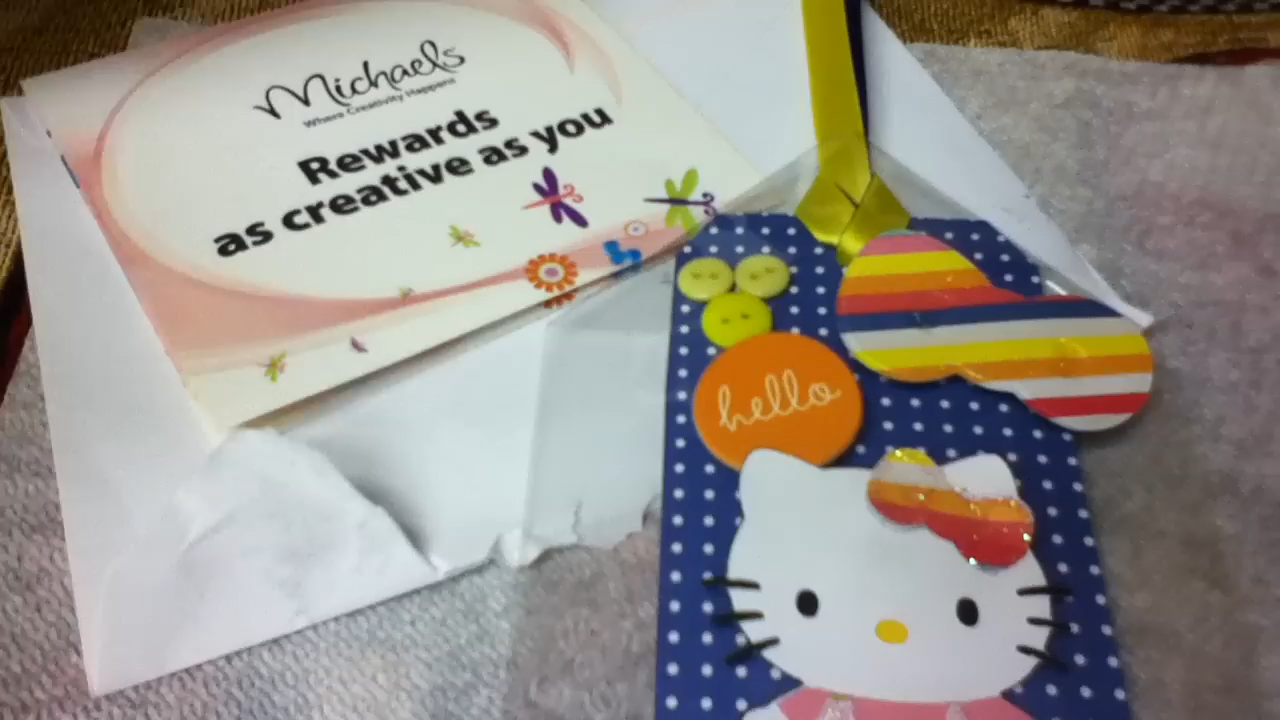 Michaels
Where Creativity Happens
Rewards
as creative as you
hello